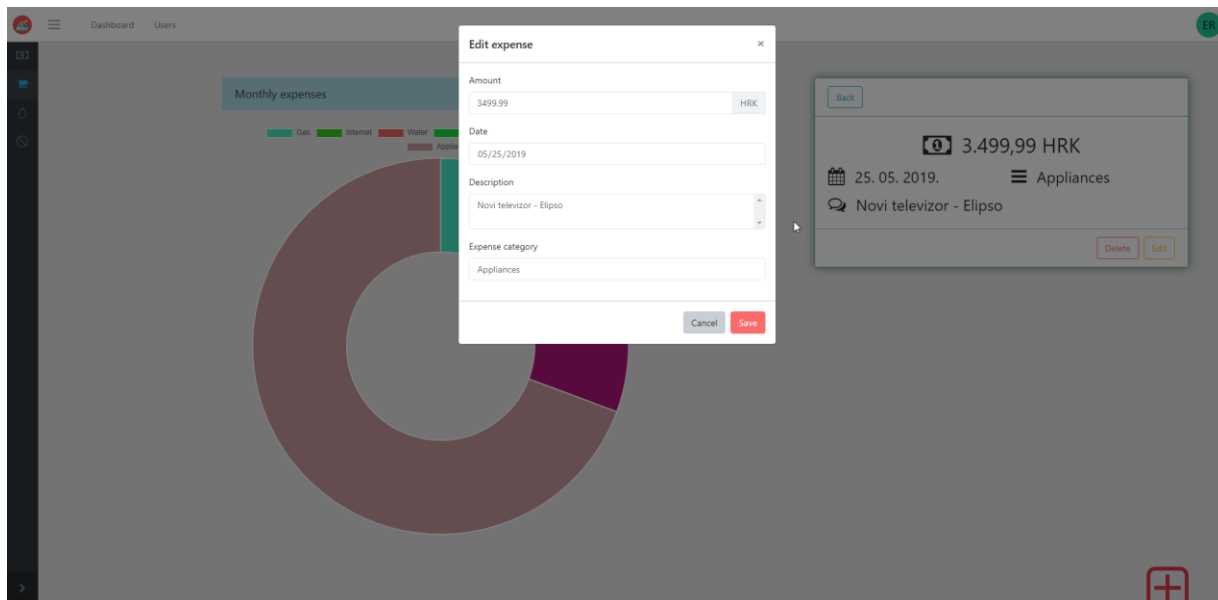 Dashboard Users
ER
Edit expense ×
Monthly expenses
Gas Internet Water
Amount
3499.99 HRK
Date
05/25/2019
Description
Novi televizor - Elipso
Expense category
Appliances
Cancel Save
Back
3.499,99 HRK
25. 05. 2019. Appliances
Novi televizor - Elipso
Delete Edit